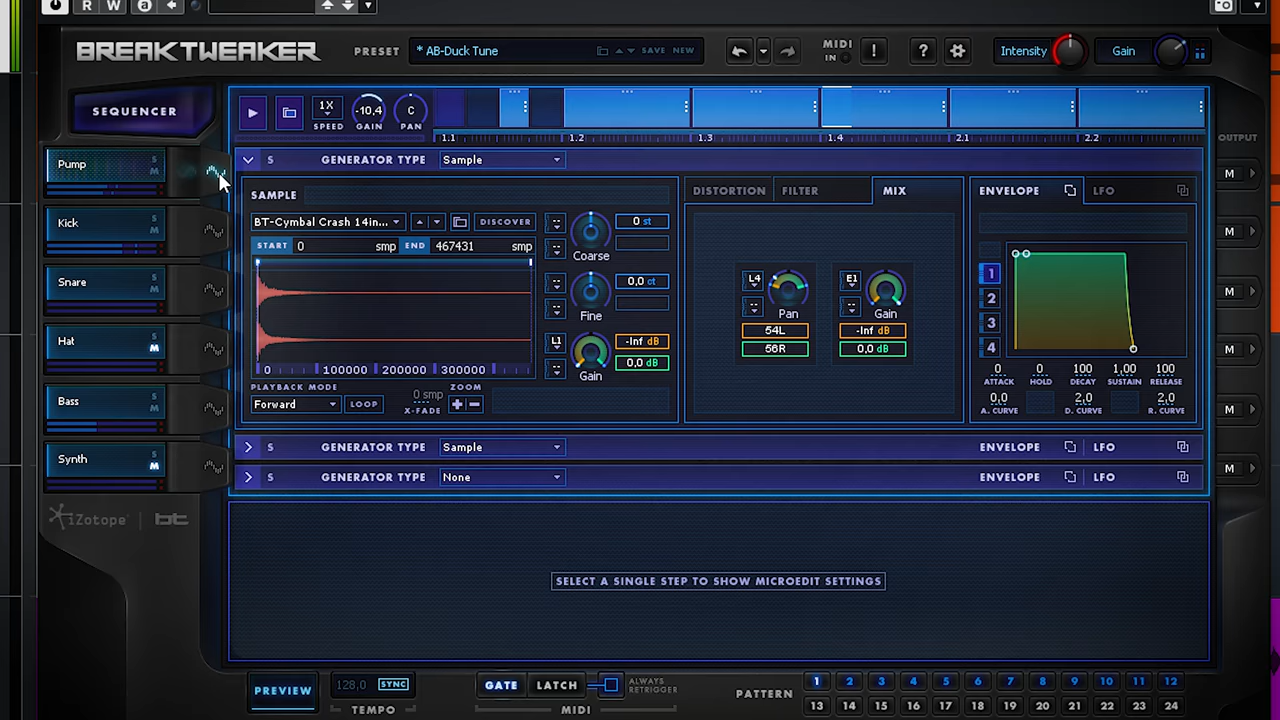 R W a
BREAKTWEAKER
PRESET * AB-Duck Tune SAVE NEW
MIDI IN ! ? Intensity Gain
SEQUENCER
1X -10,4 C
SPEED GAIN PAN
1.1 1.2 1.3 1.4 2.1 2.2
OUTPUT
Pump S M
Kick S M
Snare S M
Hat S M
Bass S M
Synth S M
M
M
M
M
M
M
S GENERATOR TYPE Sample
SAMPLE
BT-Cymbal Crash 14in... DISCOVER
START 0 smp END 467431 smp
0 100000 200000 300000
PLAYBACK MODE
Forward LOOP
0 smp
X-FADE
ZOOM
+ −
0 st
Coarse
0,0 ct
Fine
L1 -Inf dB
0,0 dB
Gain
DISTORTION FILTER MIX
L4 Pan
54L
56R
E1 Gain
-Inf dB
0,0 dB
ENVELOPE LFO
1
2
3
4
0 0 100 1,00 100
ATTACK HOLD DECAY SUSTAIN RELEASE
0,0 2,0 2,0
A. CURVE D. CURVE R. CURVE
S GENERATOR TYPE Sample ENVELOPE LFO
S GENERATOR TYPE None ENVELOPE LFO
iZotope bt
SELECT A SINGLE STEP TO SHOW MICROEDIT SETTINGS
PREVIEW
128,0 SYNC
TEMPO
GATE LATCH
MIDI
ALWAYS
RETRIGGER
PATTERN
1 2 3 4 5 6 7 8 9 10 11 12
13 14 15 16 17 18 19 20 21 22 23 24